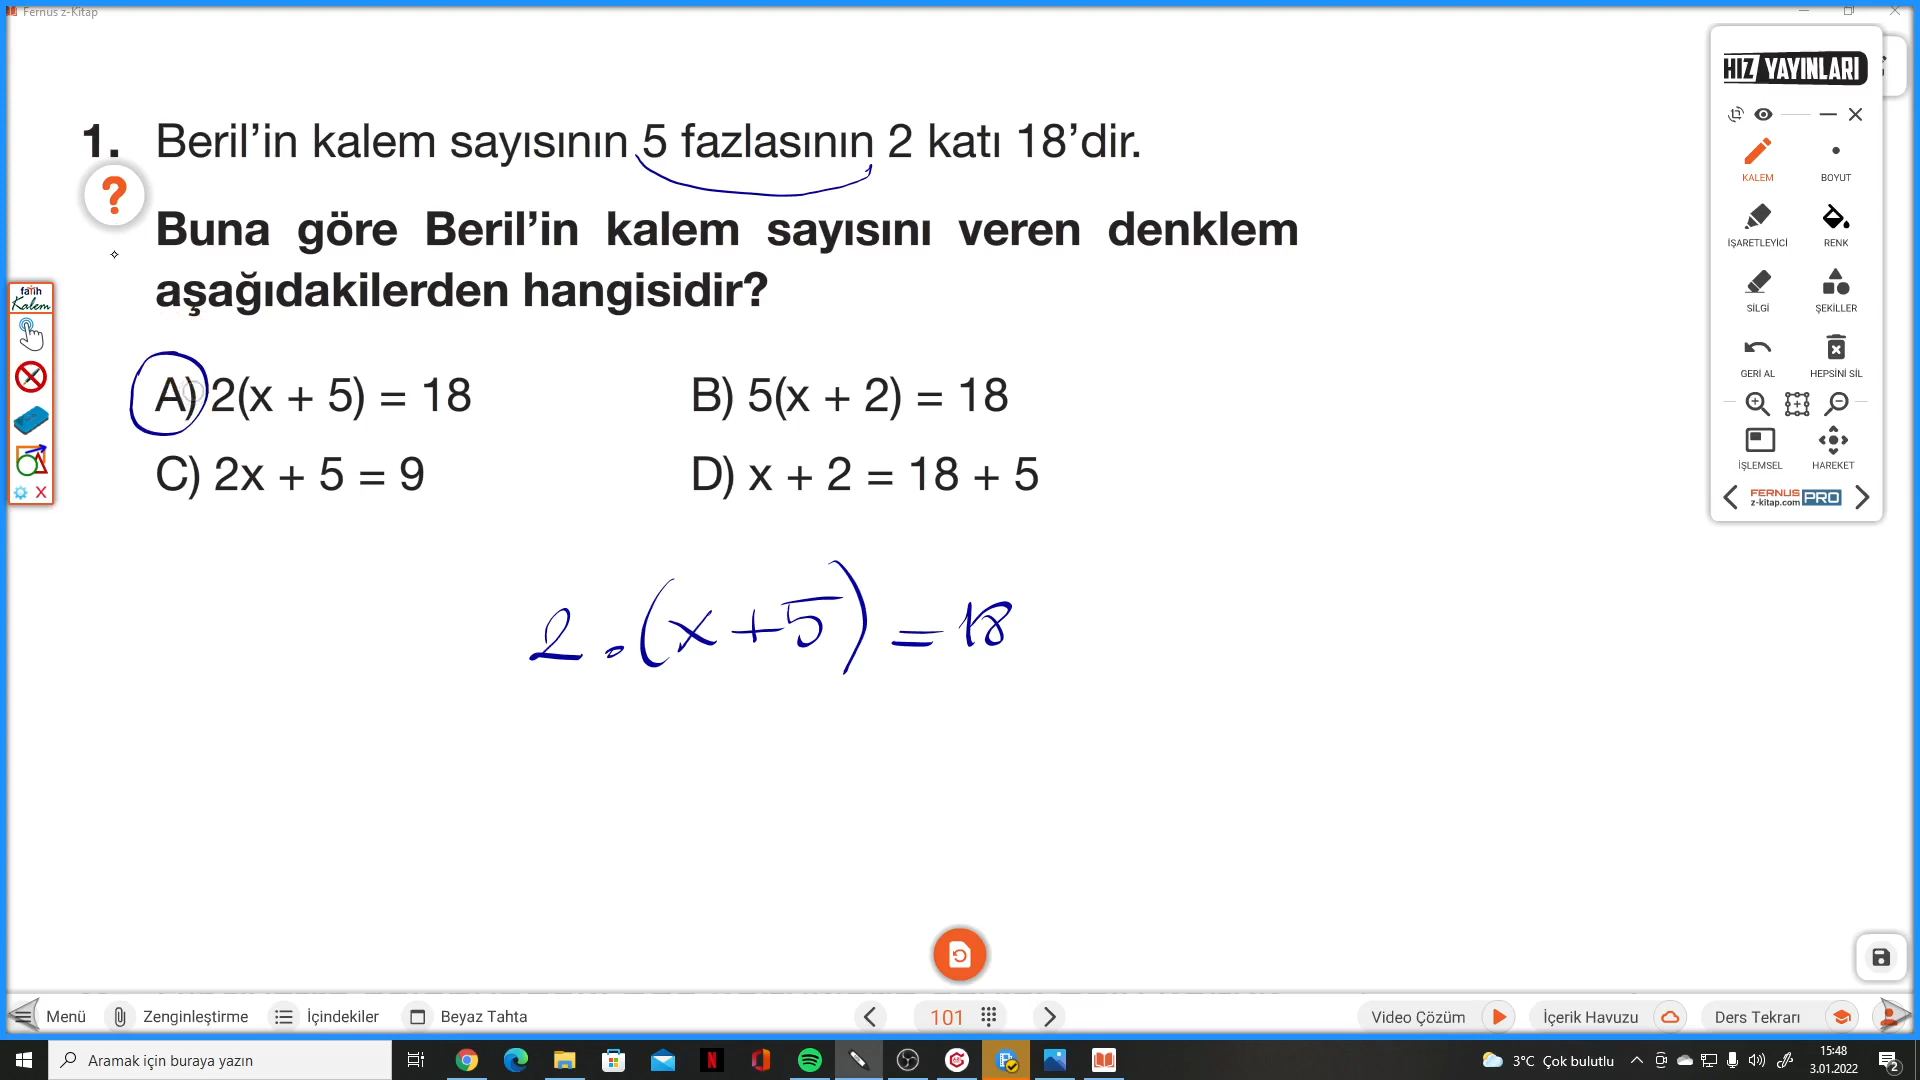 Fernus z-Kitap
HIZ YAYINLARI
1. Beril’in kalem sayısının 5 fazlasının 2 katı 18’dir.
?
Buna göre Beril’in kalem sayısını veren denklem
aşağıdakilerden hangisidir?
A) 2(x + 5) = 18
B) 5(x + 2) = 18
C) 2x + 5 = 9
D) x + 2 = 18 + 5
2 . (x+5) = 18
fatih
Kalem
KALEM
BOYUT
İŞARETLEYİCİ
RENK
SİLGİ
ŞEKİLLER
GERİ AL
HEPSİNİ SİL
İŞLEMSEL
HAREKET
FERNUS
z-kitap.com
PRO
Menü
Zenginleştirme
İçindekiler
Beyaz Tahta
101
Video Çözüm
İçerik Havuzu
Ders Tekrarı
Aramak için buraya yazın
3°C Çok bulutlu
15:48
3.01.2022
2